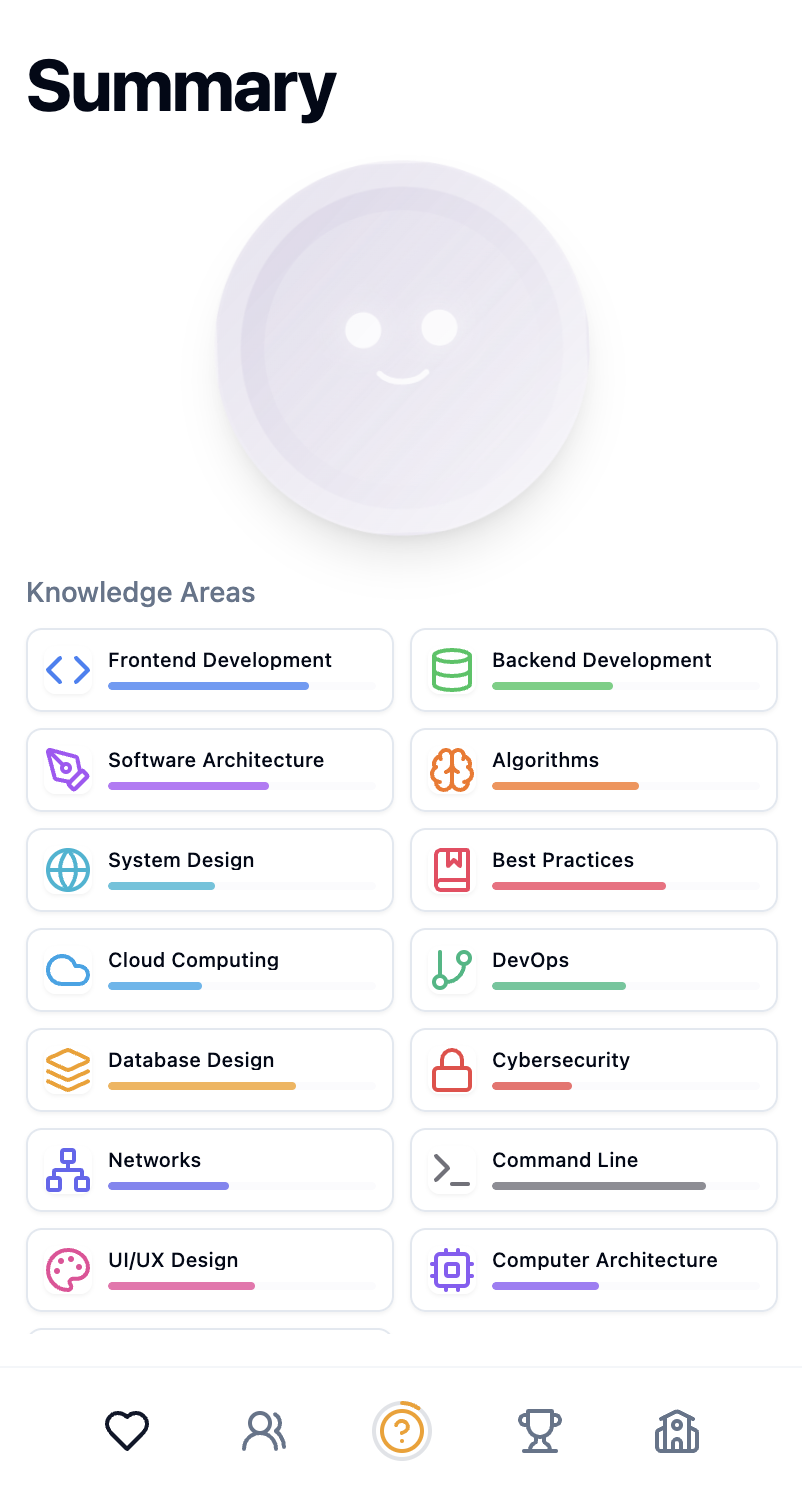 Summary
Knowledge Areas
Frontend Development
Backend Development
Software Architecture
Algorithms
System Design
Best Practices
Cloud Computing
DevOps
Database Design
Cybersecurity
Networks
Command Line
UI/UX Design
Computer Architecture